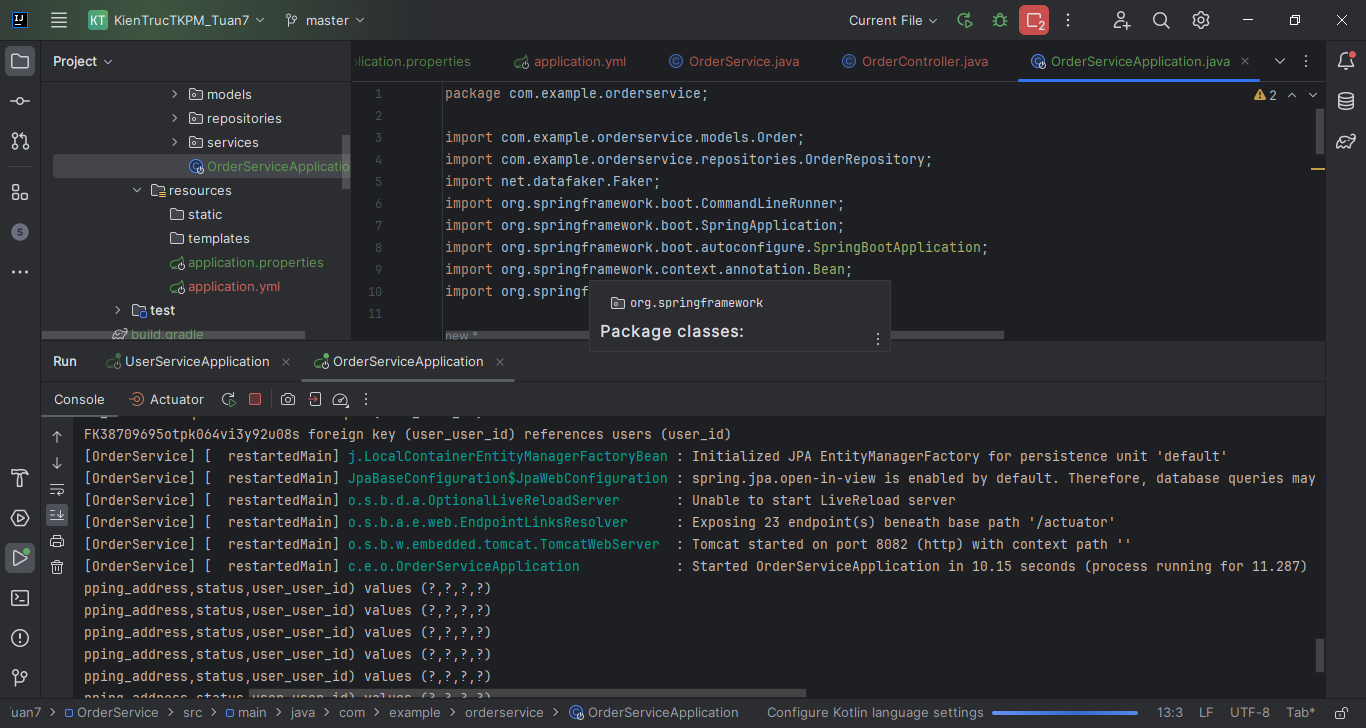 KT KienTrucTKPM_Tuan7 master Current File 2
Project
lication.properties application.yml OrderService.java OrderController.java OrderServiceApplication.java
models
repositories
services
OrderServiceApplicatio
resources
static
templates
application.properties
application.yml
test
build.gradle
2
1 package com.example.orderservice;
2
3 import com.example.orderservice.models.Order;
4 import com.example.orderservice.repositories.OrderRepository;
5 import net.datafaker.Faker;
6 import org.springframework.boot.CommandLineRunner;
7 import org.springframework.boot.SpringApplication;
8 import org.springframework.boot.autoconfigure.SpringBootApplication;
9 import org.springframework.context.annotation.Bean;
10 import org.springf
11
new *
org.springframework
Package classes:
Run UserServiceApplication OrderServiceApplication
Console Actuator
FK38709695otpk064vi3y92u08s foreign key (user_user_id) references users (user_id)
[OrderService] [  restartedMain] j.LocalContainerEntityManagerFactoryBean : Initialized JPA EntityManagerFactory for persistence unit 'default'
[OrderService] [  restartedMain] JpaBaseConfiguration$JpaWebConfiguration : spring.jpa.open-in-view is enabled by default. Therefore, database queries may
[OrderService] [  restartedMain] o.s.b.d.a.OptionalLiveReloadServer       : Unable to start LiveReload server
[OrderService] [  restartedMain] o.s.b.a.e.web.EndpointLinksResolver      : Exposing 23 endpoint(s) beneath base path '/actuator'
[OrderService] [  restartedMain] o.s.b.w.embedded.tomcat.TomcatWebServer  : Tomcat started on port 8082 (http) with context path ''
[OrderService] [  restartedMain] c.e.o.OrderServiceApplication            : Started OrderServiceApplication in 10.15 seconds (process running for 11.287)
pping_address,status,user_user_id) values (?,?,?,?)
pping_address,status,user_user_id) values (?,?,?,?)
pping_address,status,user_user_id) values (?,?,?,?)
pping_address,status,user_user_id) values (?,?,?,?)
pping_address,status,user_user_id) values (?,?,?,?)
pping_address,status,user_user_id) values (?,?,?,?)
Tuan7 > OrderService > src > main > java > com > example > orderservice > OrderServiceApplication Configure Kotlin language settings 13:3 LF UTF-8 Tab*